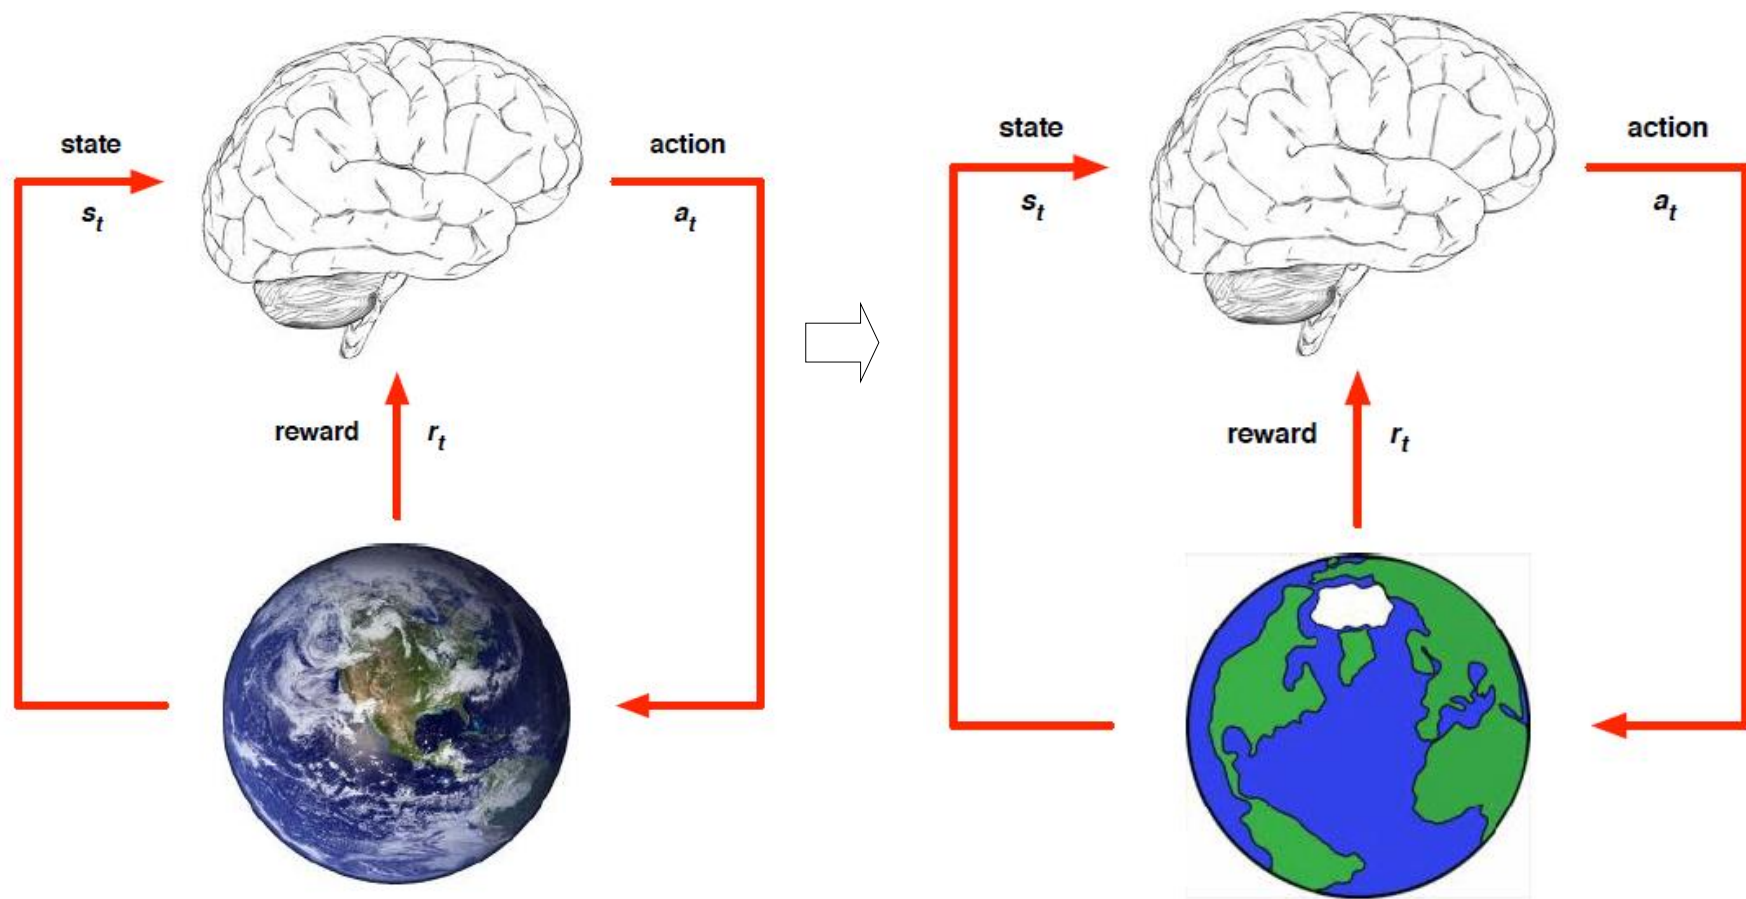 state
s_t
action
a_t
reward
r_t
state
s_t
action
a_t
reward
r_t